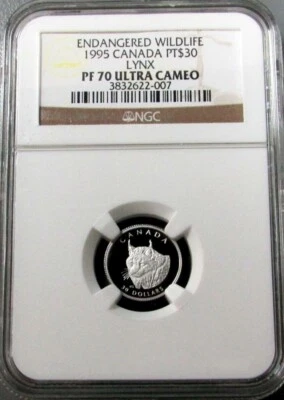 ENDANGERED WILDLIFE
1995 CANADA PT$30
LYNX
PF 70 ULTRA CAMEO
3832622-007
NGC
CANADA
30 DOLLARS